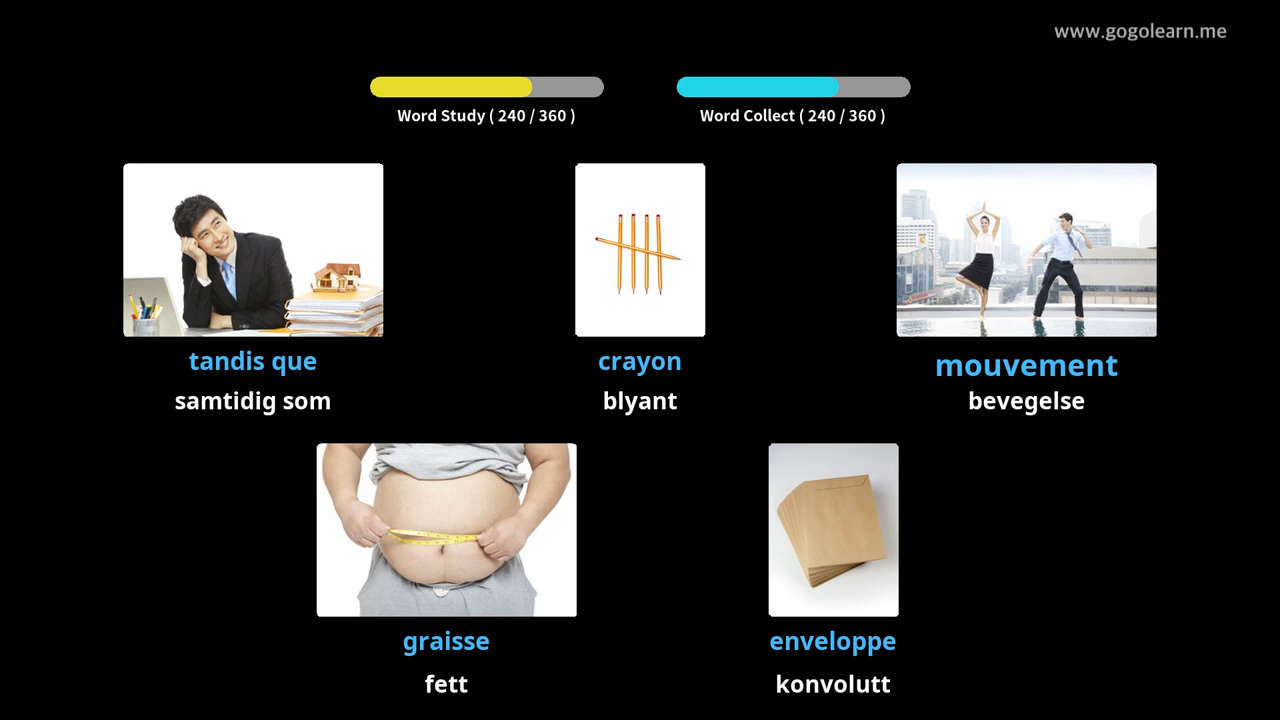 www.gogolearn.me
Word Study ( 240 / 360 )
Word Collect ( 240 / 360 )
tandis que
samtidig som
crayon
blyant
mouvement
bevegelse
graisse
fett
enveloppe
konvolutt